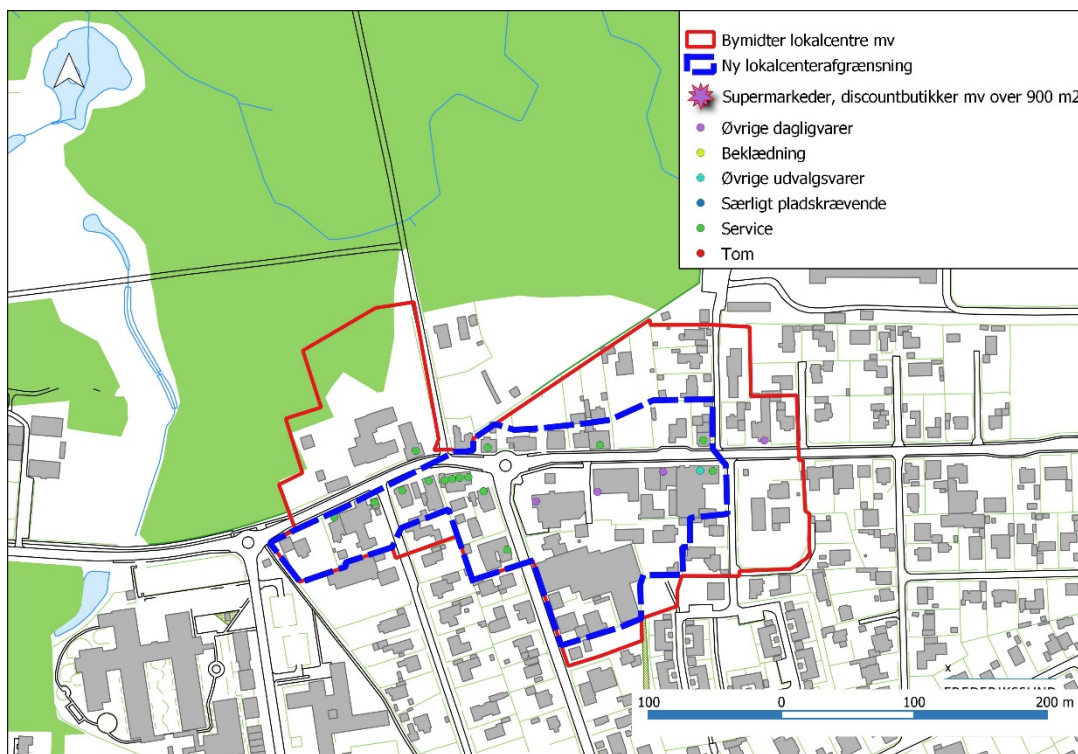 Bymidter lokalcentre mv
Ny lokalcenterafgrænsning
Supermarkeder, discountbutikker mv over 900 m2
Øvrige dagligvarer
Beklædning
Øvrige udvalgsvarer
Særligt pladskrævende
Service
Tom
x
100 0 100 200 m